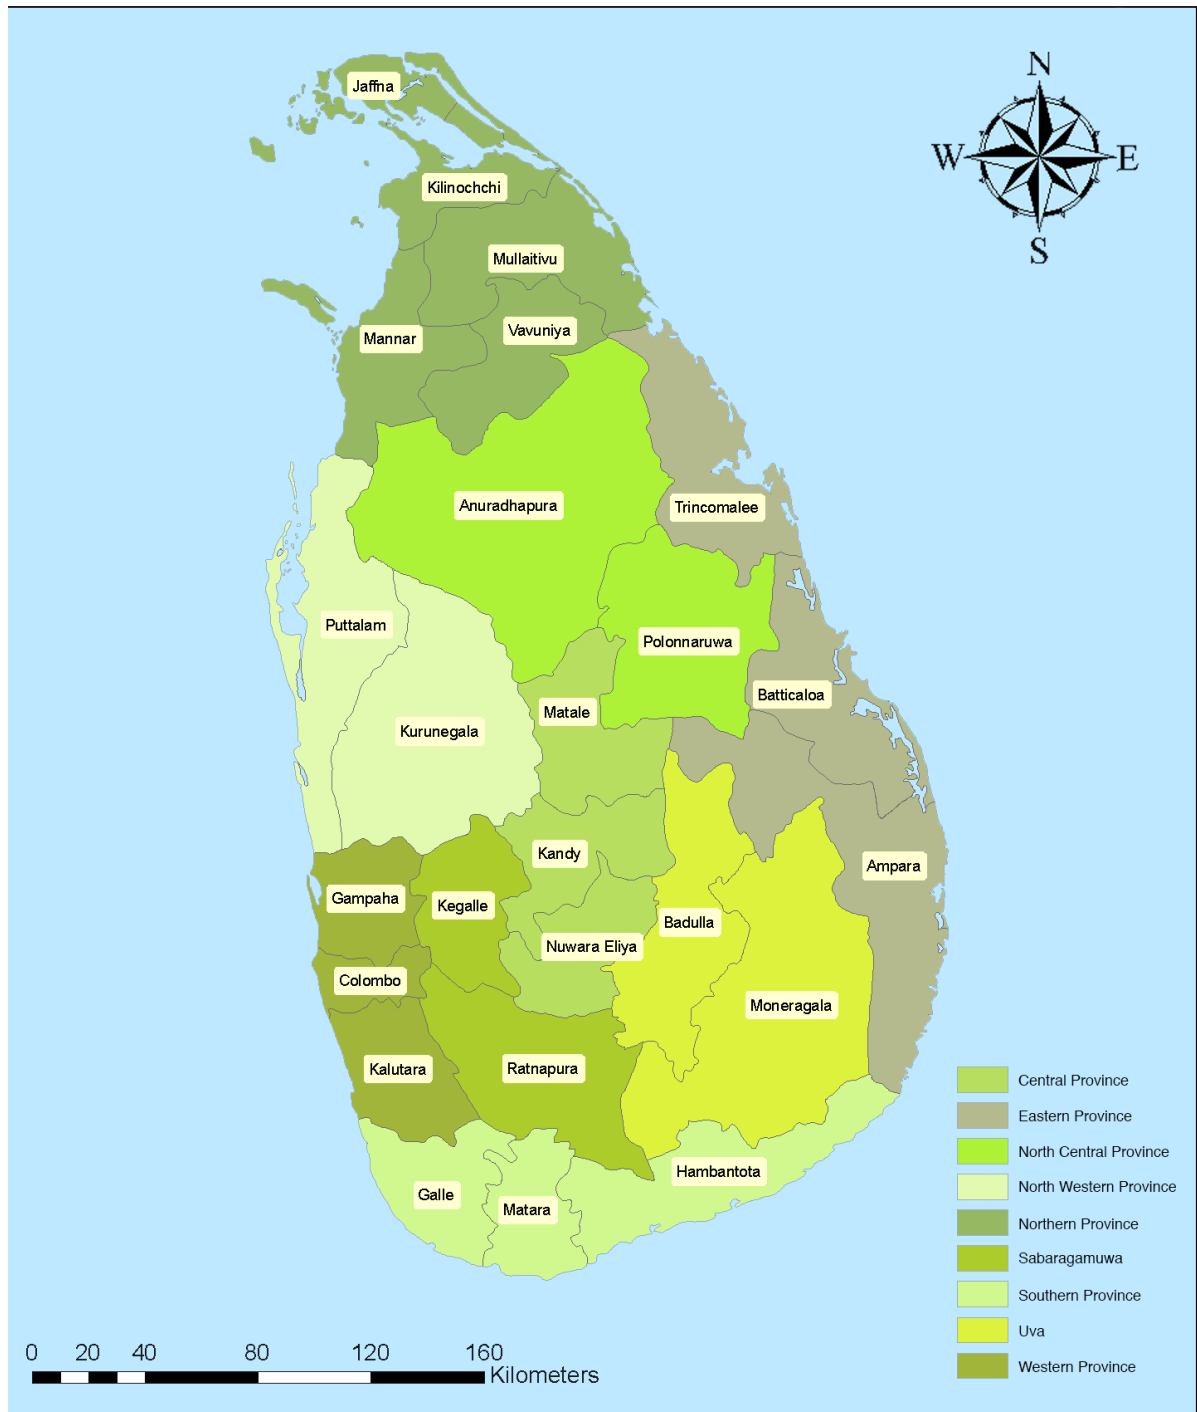 N
Jaffna
W
E
Kilinochchi
S
Mullaitivu
Vavuniya
Mannar
Anuradhapura
Trincomalee
Puttalam
Polonnaruwa
Batticaloa
Matale
Kurunegala
Kandy
Ampara
Gampaha
Kegalle
Badulla
Nuwara Eliya
Colombo
Moneragala
Kalutara
Ratnapura
Hambantota
Galle
Matara
Central Province
Eastern Province
North Central Province
North Western Province
Northern Province
Sabaragamuwa
Southern Province
Uva
Western Province
0 20 40 80 120 160
Kilometers